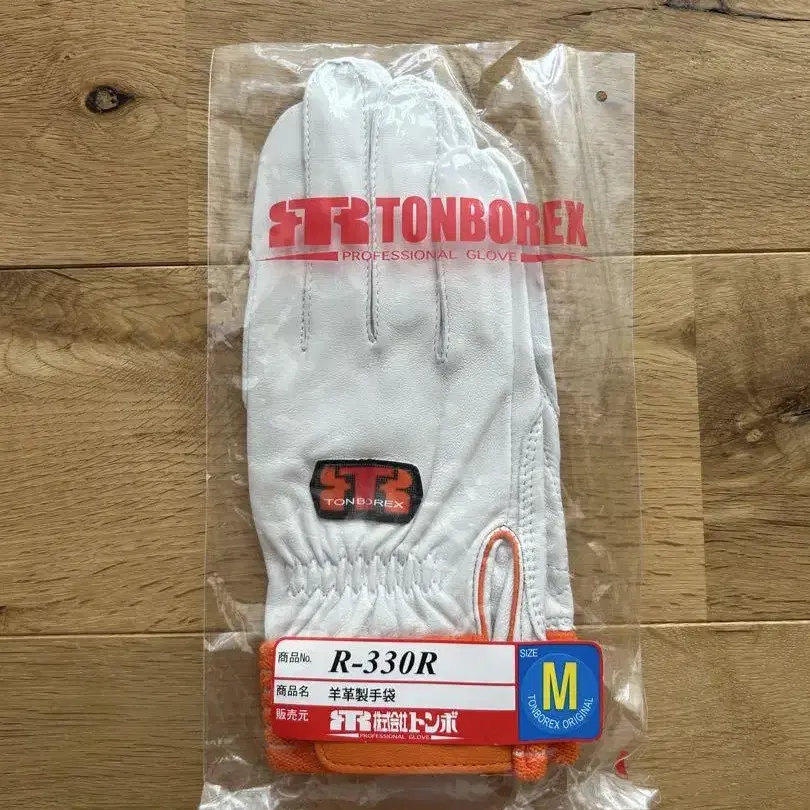 TR TONBOREX
PROFESSIONAL GLOVE
TR
TONBOREX
商品No. R-330R
商品名 羊革製手袋
販売元 TR 株式会社トンボ
PROFESSIONAL GLOVE
SIZE
M
TONBOREX ORIGINAL